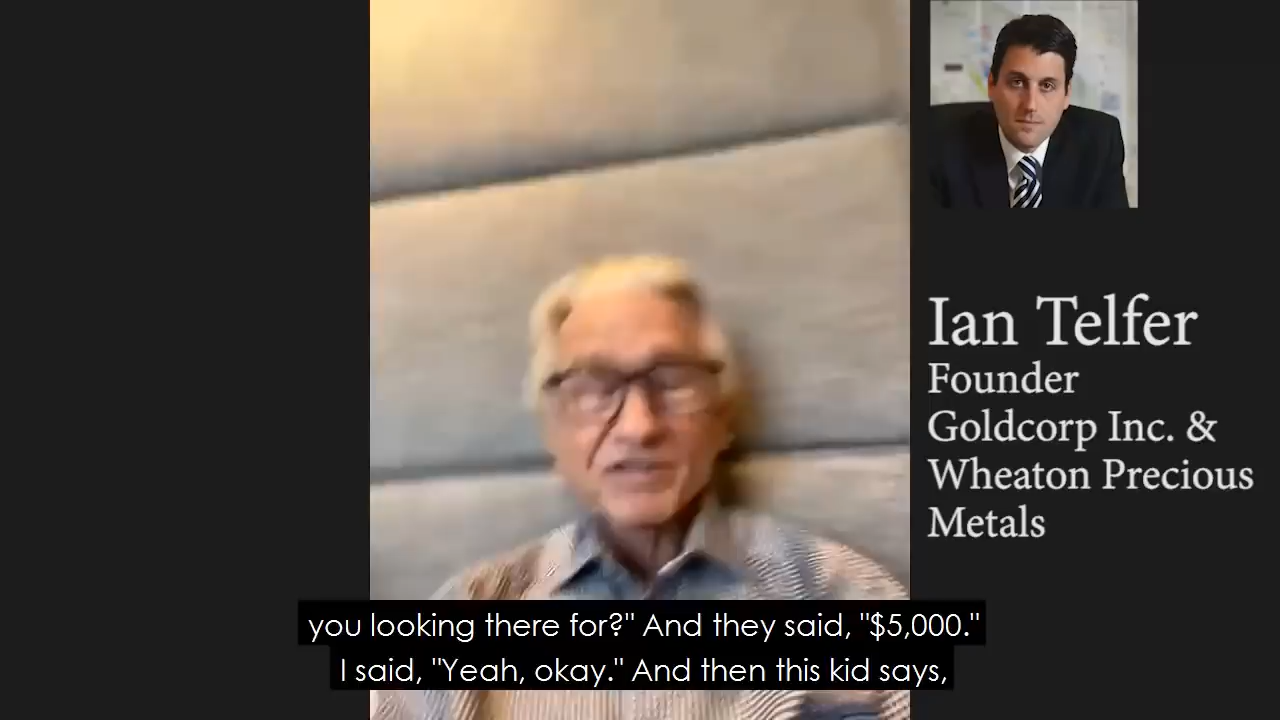 Ian Telfer
Founder
Goldcorp Inc. &
Wheaton Precious
Metals
you looking there for?" And they said, "$5,000."
I said, "Yeah, okay." And then this kid says,